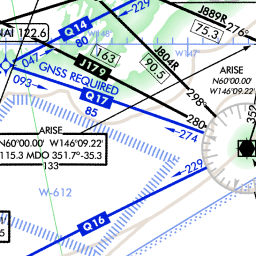 NAI 122.6
Q14
80
229
J889R
276
75.3
W 147°
W146°
047
163
J804R
90.5
J179
GNSS REQUIRED
093
Q17
85
ARISE
N60°00.00'
W146°09.22'
298
280
274
352
ARISE
N60°00.00' W146°09.22'
115.3 MDO 351.7°-35.3
133
229
W-612
Q16